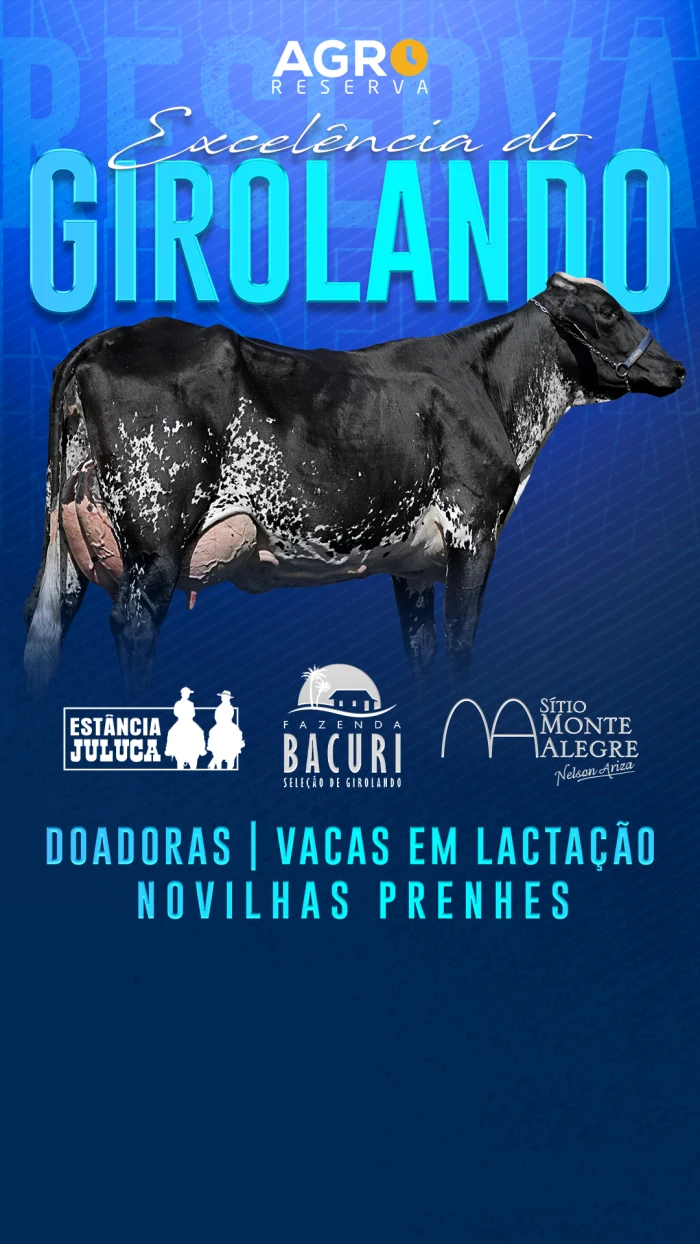 AGRO
RESERVA
Excelência do
GIROLANDO
ESTÂNCIA
JULUCA
FAZENDA
BACURI
SELEÇÃO DE GIROLANDO
SÍTIO
MONTE
ALEGRE
Nelson Ariza
DOADORAS | VACAS EM LACTAÇÃO
NOVILHAS PRENHES